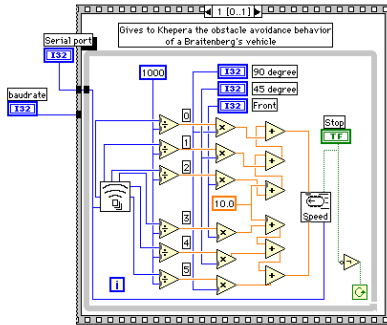 1 [0..1]
Serial port
I32
Gives to Khepera the obstacle avoidance behavior
of a Braitenberg's vehicle
baudrate
I32
1000
I32 90 degree
I32 45 degree
I32 Front
0
1
2
10.0
3
4
5
Stop
TF
Speed
i